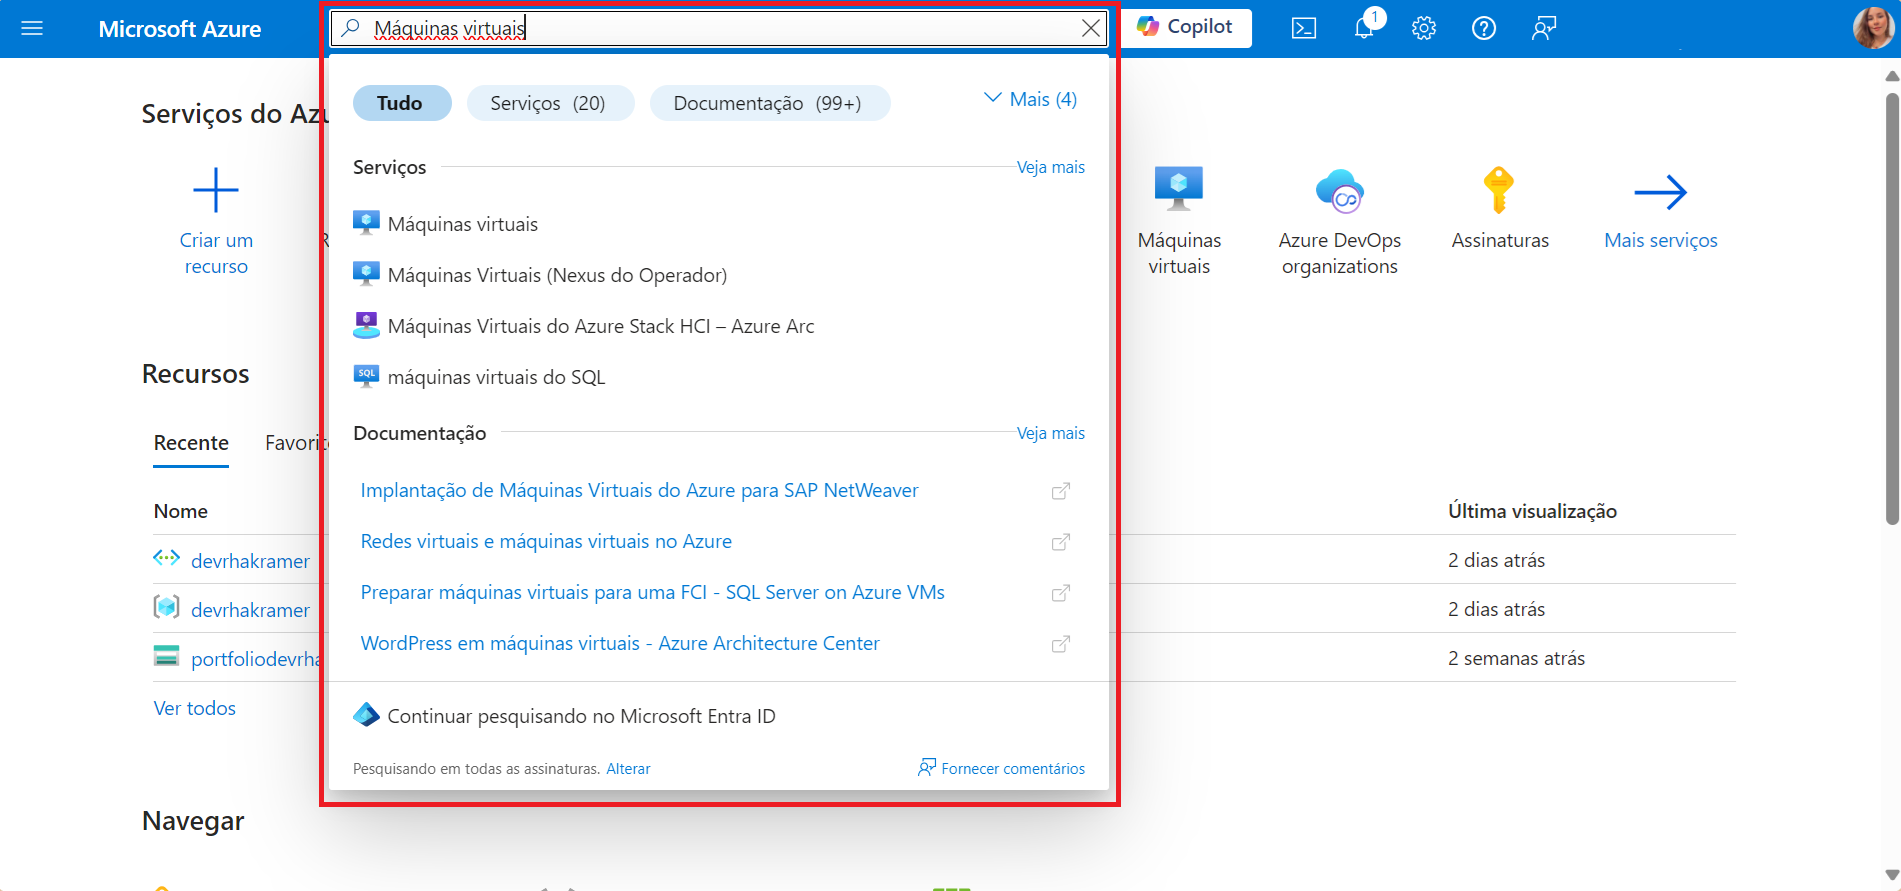 Microsoft Azure
Máquinas virtuais
Copilot
1
Tudo
Serviços (20)
Documentação (99+)
Mais (4)
Serviços do Azu
Serviços
Veja mais
Criar um
recurso
Máquinas virtuais
Máquinas Virtuais (Nexus do Operador)
Máquinas Virtuais do Azure Stack HCI – Azure Arc
SQL
máquinas virtuais do SQL
Máquinas
virtuais
Azure DevOps
organizations
Assinaturas
Mais serviços
Recursos
Recente
Favorit
Documentação
Veja mais
Implantação de Máquinas Virtuais do Azure para SAP NetWeaver
Redes virtuais e máquinas virtuais no Azure
Preparar máquinas virtuais para uma FCI - SQL Server on Azure VMs
WordPress em máquinas virtuais - Azure Architecture Center
Nome
Última visualização
devrhakramer
2 dias atrás
devrhakramer
2 dias atrás
portfoliodevrha
2 semanas atrás
Ver todos
Continuar pesquisando no Microsoft Entra ID
Pesquisando em todas as assinaturas. Alterar
Fornecer comentários
Navegar